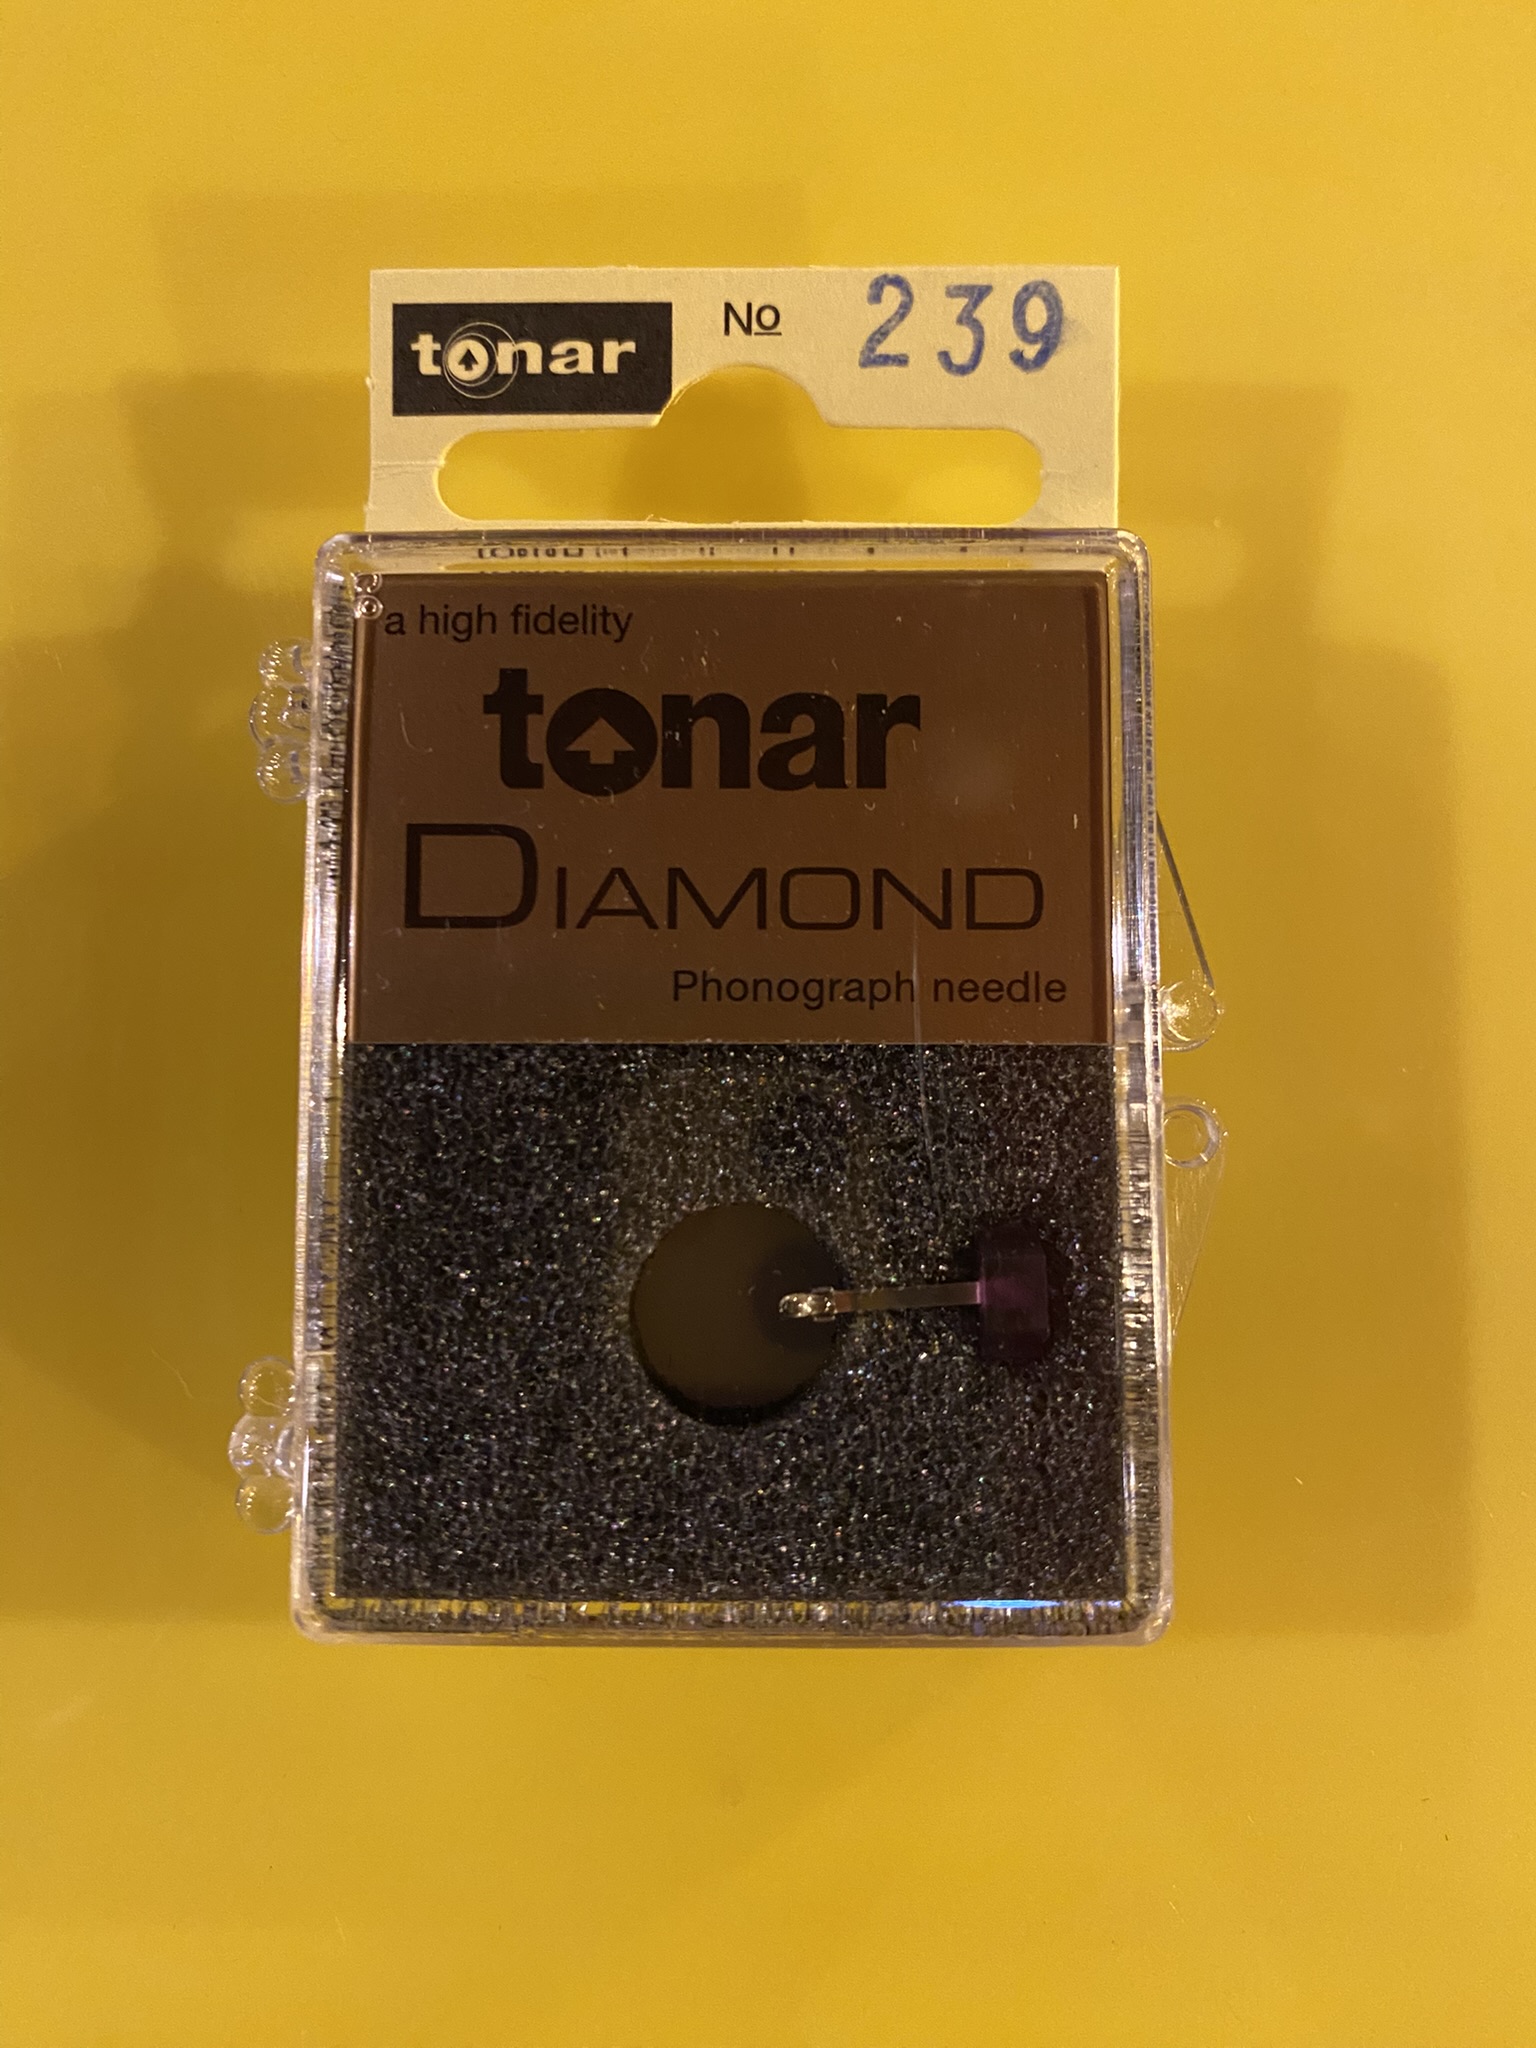 tonar No 239
a high fidelity
tonar
DIAMOND
Phonograph needle